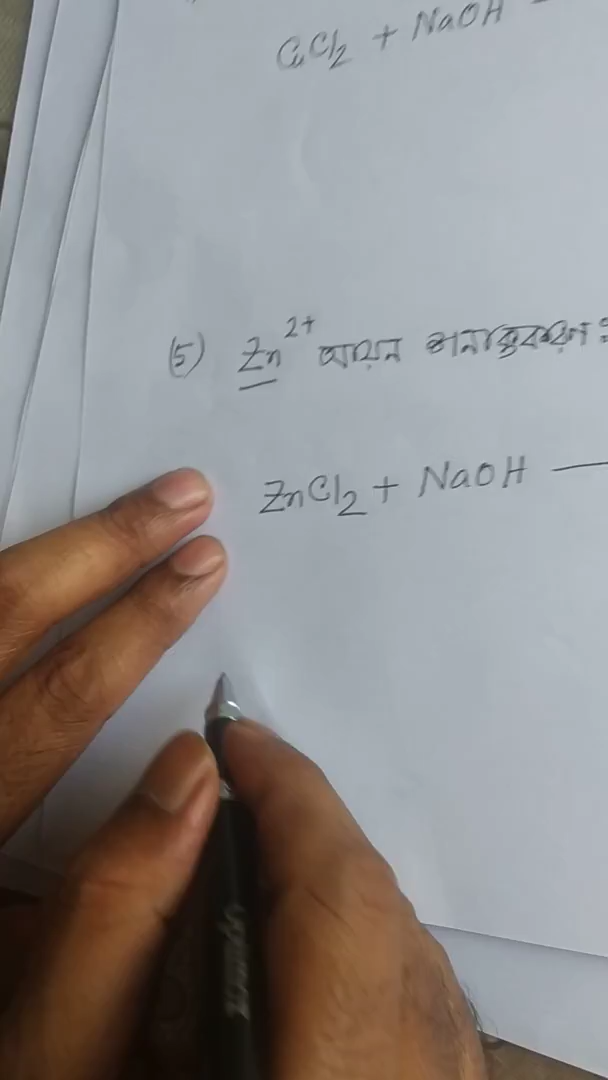 CuCl₂ + NaOH —
(5) Zn²⁺ আয়ন শনাক্তকরণঃ
ZnCl₂ + NaOH —